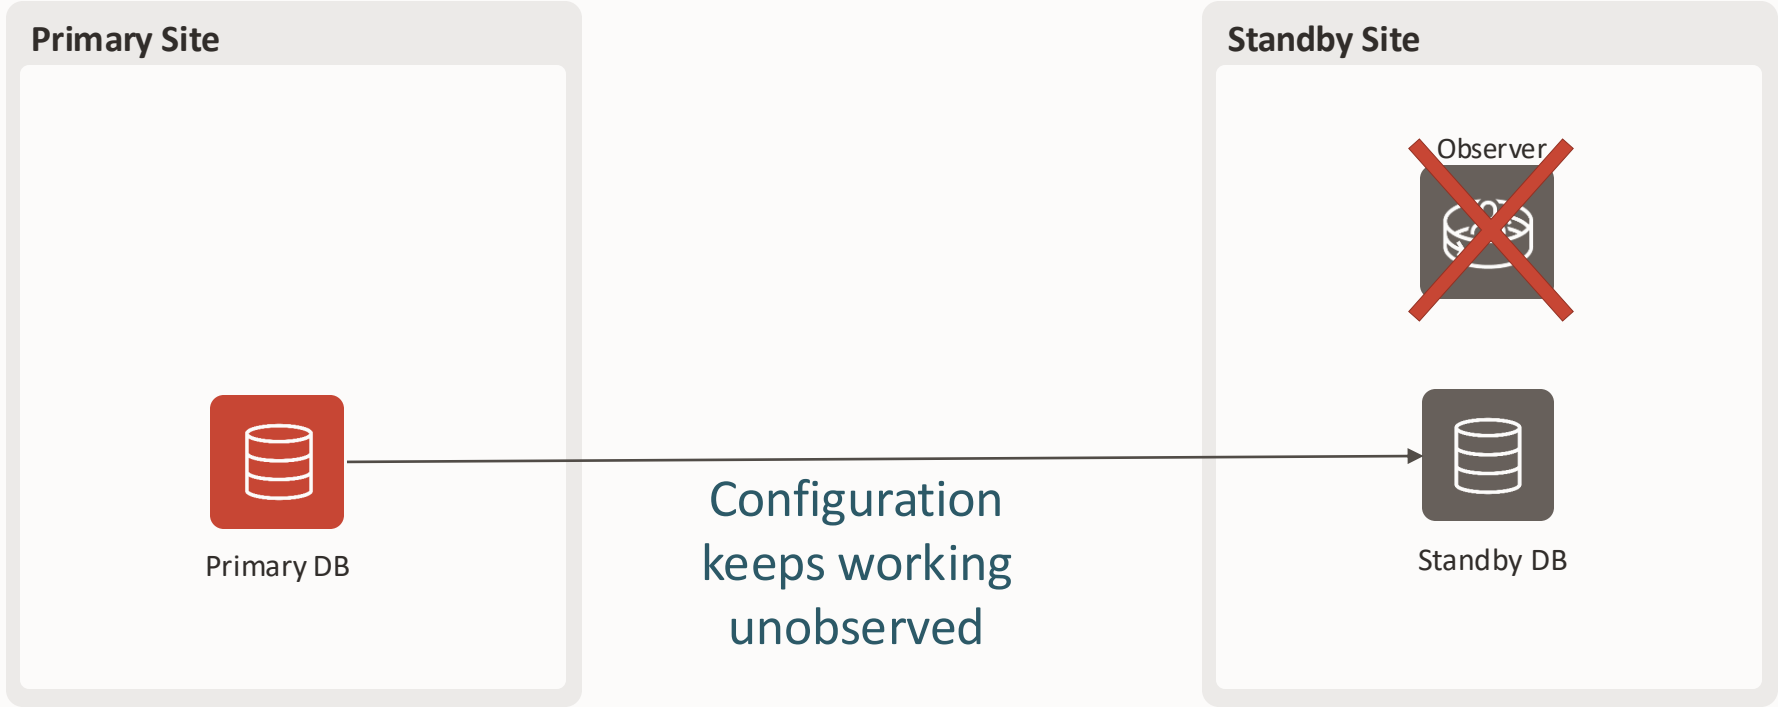 Primary Site
Standby Site
Observer
Configuration
keeps working
unobserved
Primary DB
Standby DB